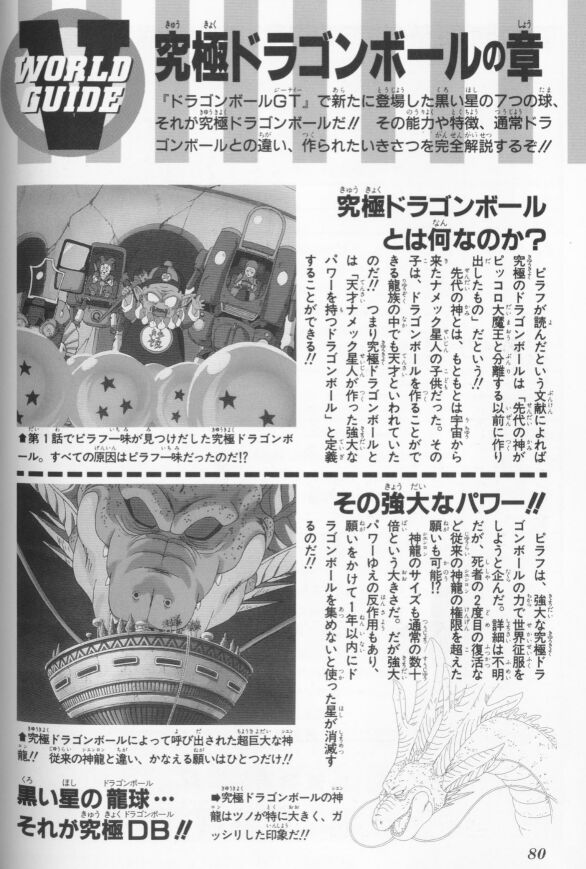 V
WORLD
GUIDE
究極ドラゴンボールの章
『ドラゴンボールGT』で新たに登場した黒い星の7つの球、
それが究極ドラゴンボールだ!! その能力や特徴、通常ドラ
ゴンボールとの違い、作られたいきさつを完全解説するぞ!!
究極ドラゴンボール
とは何なのか?
ピラフが読んだという文献によれば
究極のドラゴンボールは「先代の神が
ピッコロ大魔王と分離する以前に作り
出したもの」だという!!
先代の神とは、もともとは宇宙から
来たナメック星人の子供だった。その
子は、ドラゴンボールを作ることがで
きる龍族の中でも天才といわれていた
のだ!! つまり究極ドラゴンボールと
は「天才ナメック星人が作った強大な
パワーを持つドラゴンボール」と定義
することができる!!
⬆第1話でピラフ一味が見つけだした究極ドラゴンボ
ール。すべての原因はピラフ一味だったのだ!?
その強大なパワー!!
ピラフは、強大な究極ドラ
ゴンボールの力で世界征服を
しようと企んだ。詳細は不明
だが、死者の2度目の復活な
ど従来の神龍の権限を超えた
願いも可能!?
神龍のサイズも通常の数十
倍という大きさだ。だが強大
パワーゆえの反作用もあり、
願いをかけて1年以内にド
ラゴンボールを集めないと使った星が消滅す
るのだ!!
⬆究極ドラゴンボールによって呼び出された超巨大な神
龍!! 従来の神龍と違い、かなえる願いはひとつだけ!!
黒い星の龍球…
それが究極DB!!
➡究極ドラゴンボールの神
龍はツノが特に大きく、ガ
ッシリした印象だ!!
80